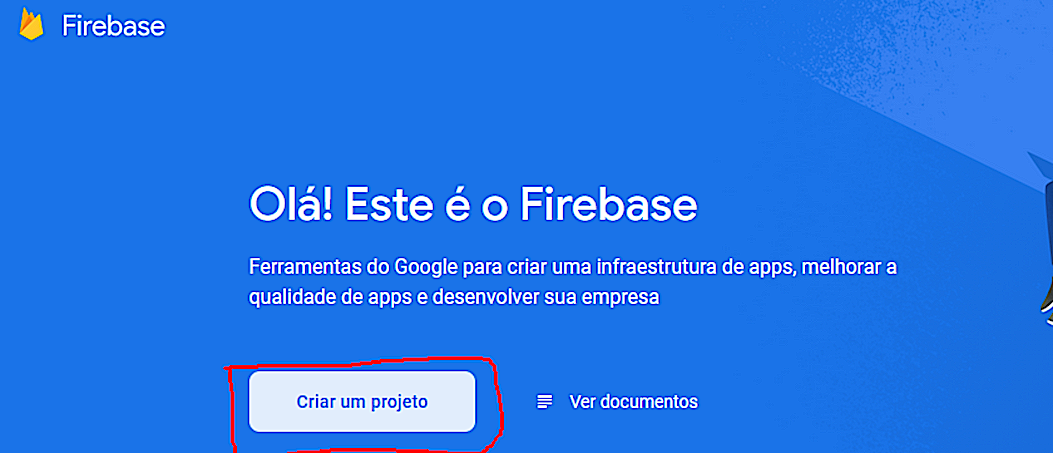 Firebase
Olá! Este é o Firebase
Ferramentas do Google para criar uma infraestrutura de apps, melhorar a
qualidade de apps e desenvolver sua empresa
Criar um projeto
Ver documentos